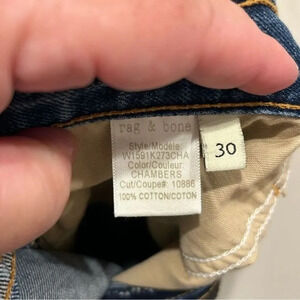 rag & bone
Style/Modèle:
W1591K273CHA
Color/Couleur:
CHAMBERS
Cut/Coupe#: 10886
100% COTTON/COTON
30